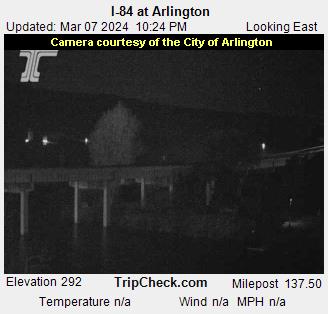 I-84 at Arlington
Updated: Mar 07 2024 10:24 PM Looking East
Camera courtesy of the City of Arlington
Elevation 292 TripCheck.com Milepost 137.50
Temperature n/a Wind n/a MPH n/a